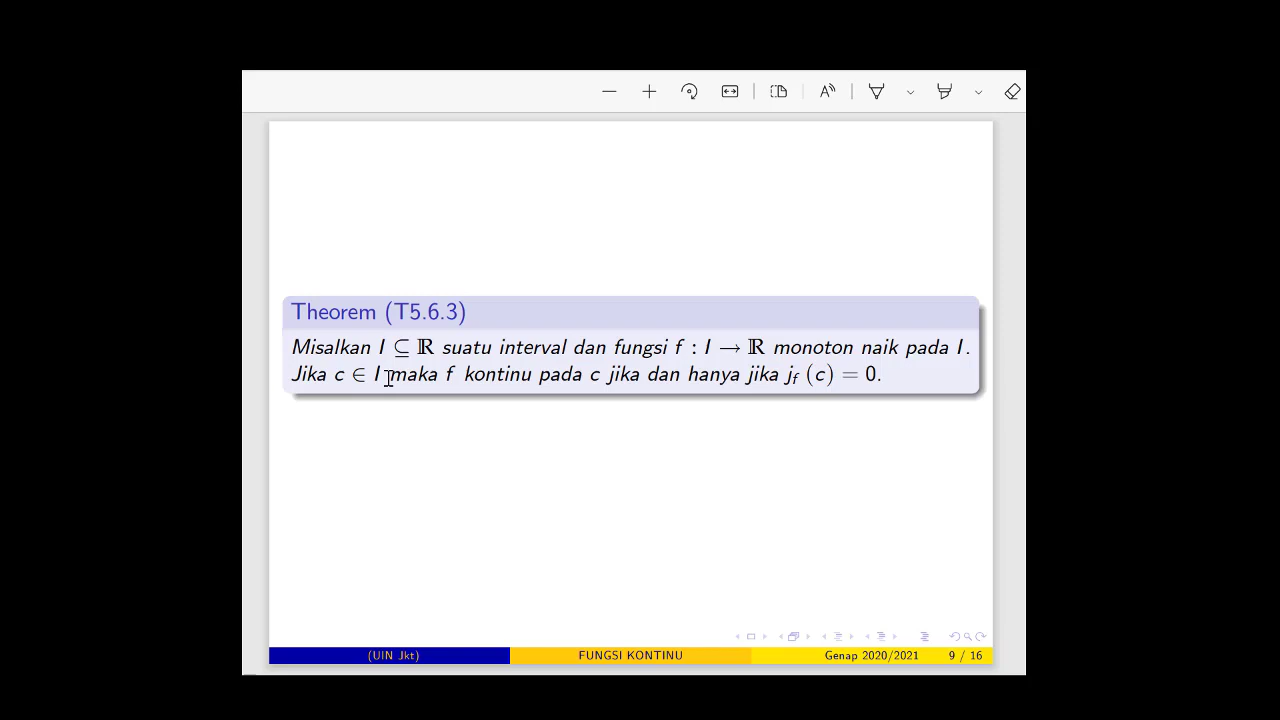 Theorem (T5.6.3)
Misalkan I ⊆ ℝ suatu interval dan fungsi f : I → ℝ monoton naik pada I.
Jika c ∈ I maka f kontinu pada c jika dan hanya jika j_f (c) = 0.
(UIN Jkt) FUNGSI KONTINU Genap 2020/2021 9 / 16